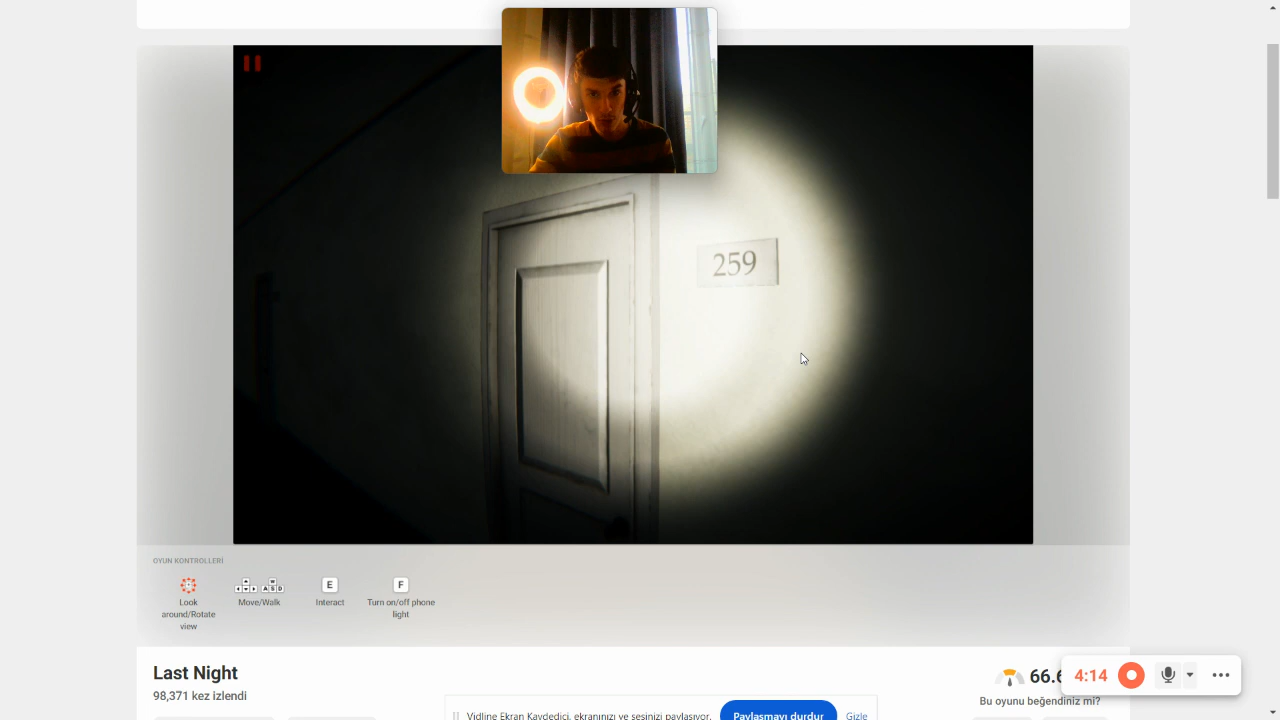 259
OYUN KONTROLLERİ
E
F
Look around/Rotate view
Move/Walk
Interact
Turn on/off phone light
Last Night
98,371 kez izlendi
66.6
4:14
Bu oyunu beğendiniz mi?
Vidline Ekran Kaydedici, ekranınızı ve sesinizi paylaşıyor.
Paylaşmayı durdur
Gizle